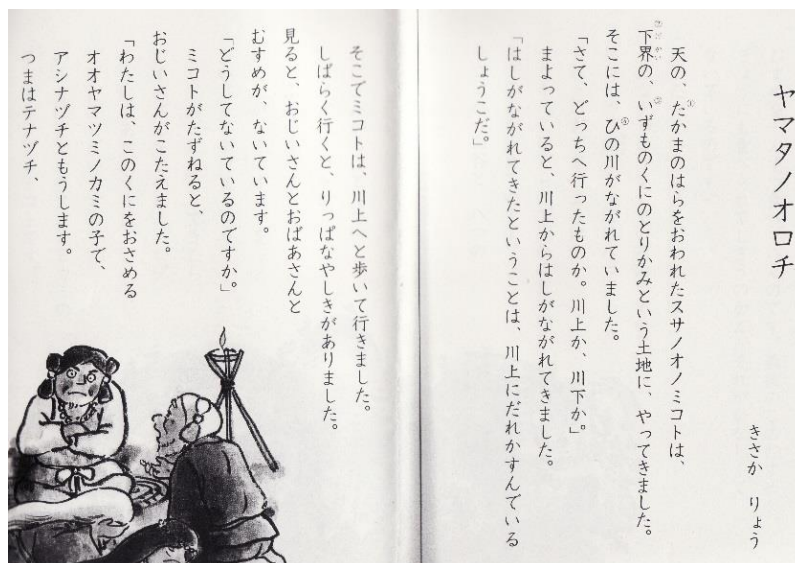 ヤマタノオロチ
きさか りょう
天の、たかまのはらをおわれたスサノオノミコトは、
下界の、いずものくにのとりかみという土地に、やってきました。
そこには、ひの川がながれていました。
「さて、どっちへ行ったものか。川上か、川下か。」
まよっていると、川上からはしがながれてきました。
「はしがながれてきたということは、川上にだれかすんでいる
しょうこだ。」
そこでミコトは、川上へと歩いて行きました。
しばらく行くと、りっぱなやしきがありました。
見ると、おじいさんとおばあさんと
むすめが、ないています。
「どうしてないているのですか。」
ミコトがたずねると、
おじいさんがこたえました。
「わたしは、このくにをおさめる
オオヤマツミノカミの子で、
アシナヅチともうします。
つまはテナヅチ、